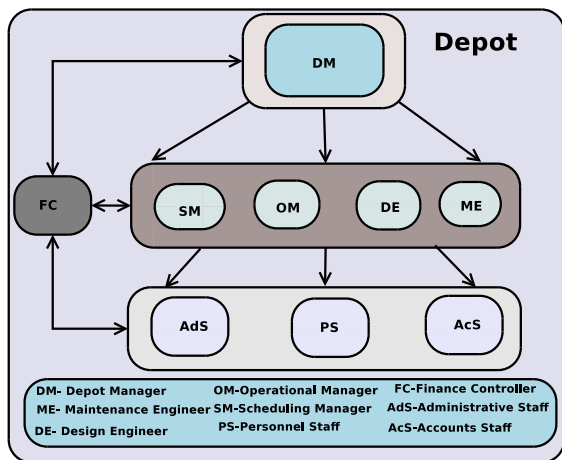 Depot
DM
FC
SM OM DE ME
AdS PS AcS
DM- Depot Manager OM-Operational Manager FC-Finance Controller
ME- Maintenance Engineer SM-Scheduling Manager AdS-Administrative Staff
DE- Design Engineer PS-Personnel Staff AcS-Accounts Staff